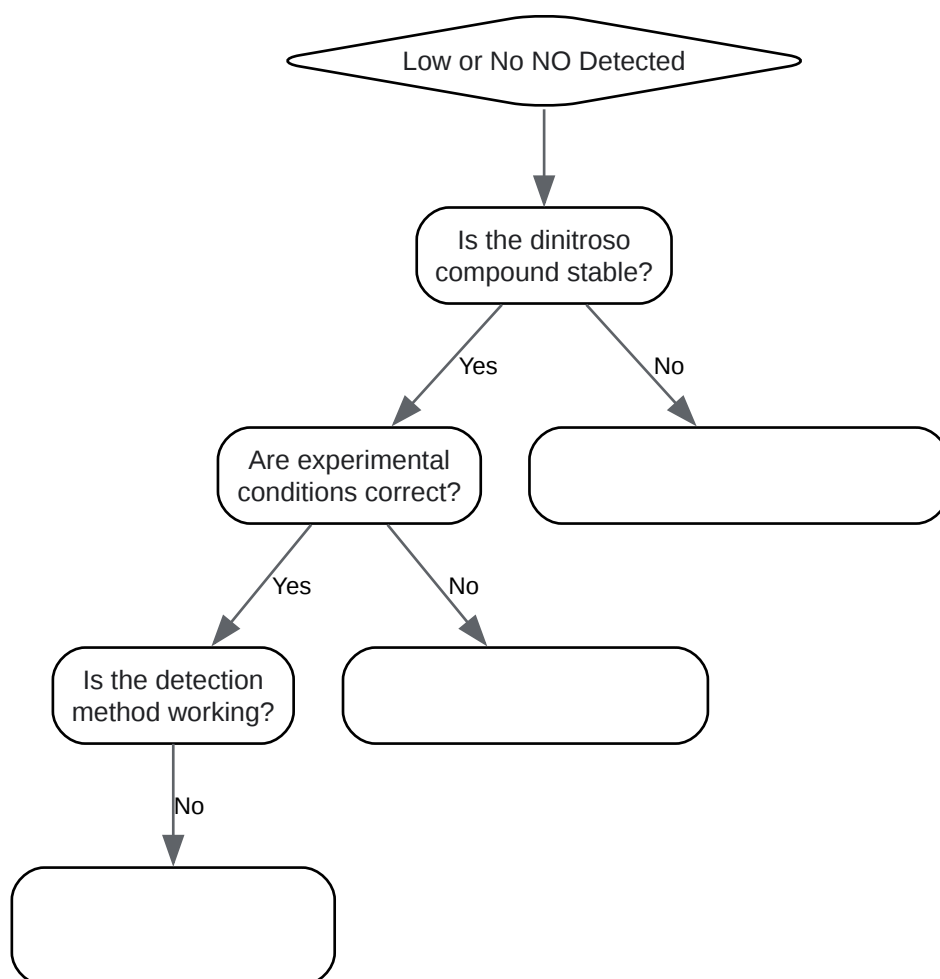 Low or No NO Detected
Is the dinitroso
compound stable?
Yes
No
Are experimental
conditions correct?
Yes
No
Is the detection
method working?
No